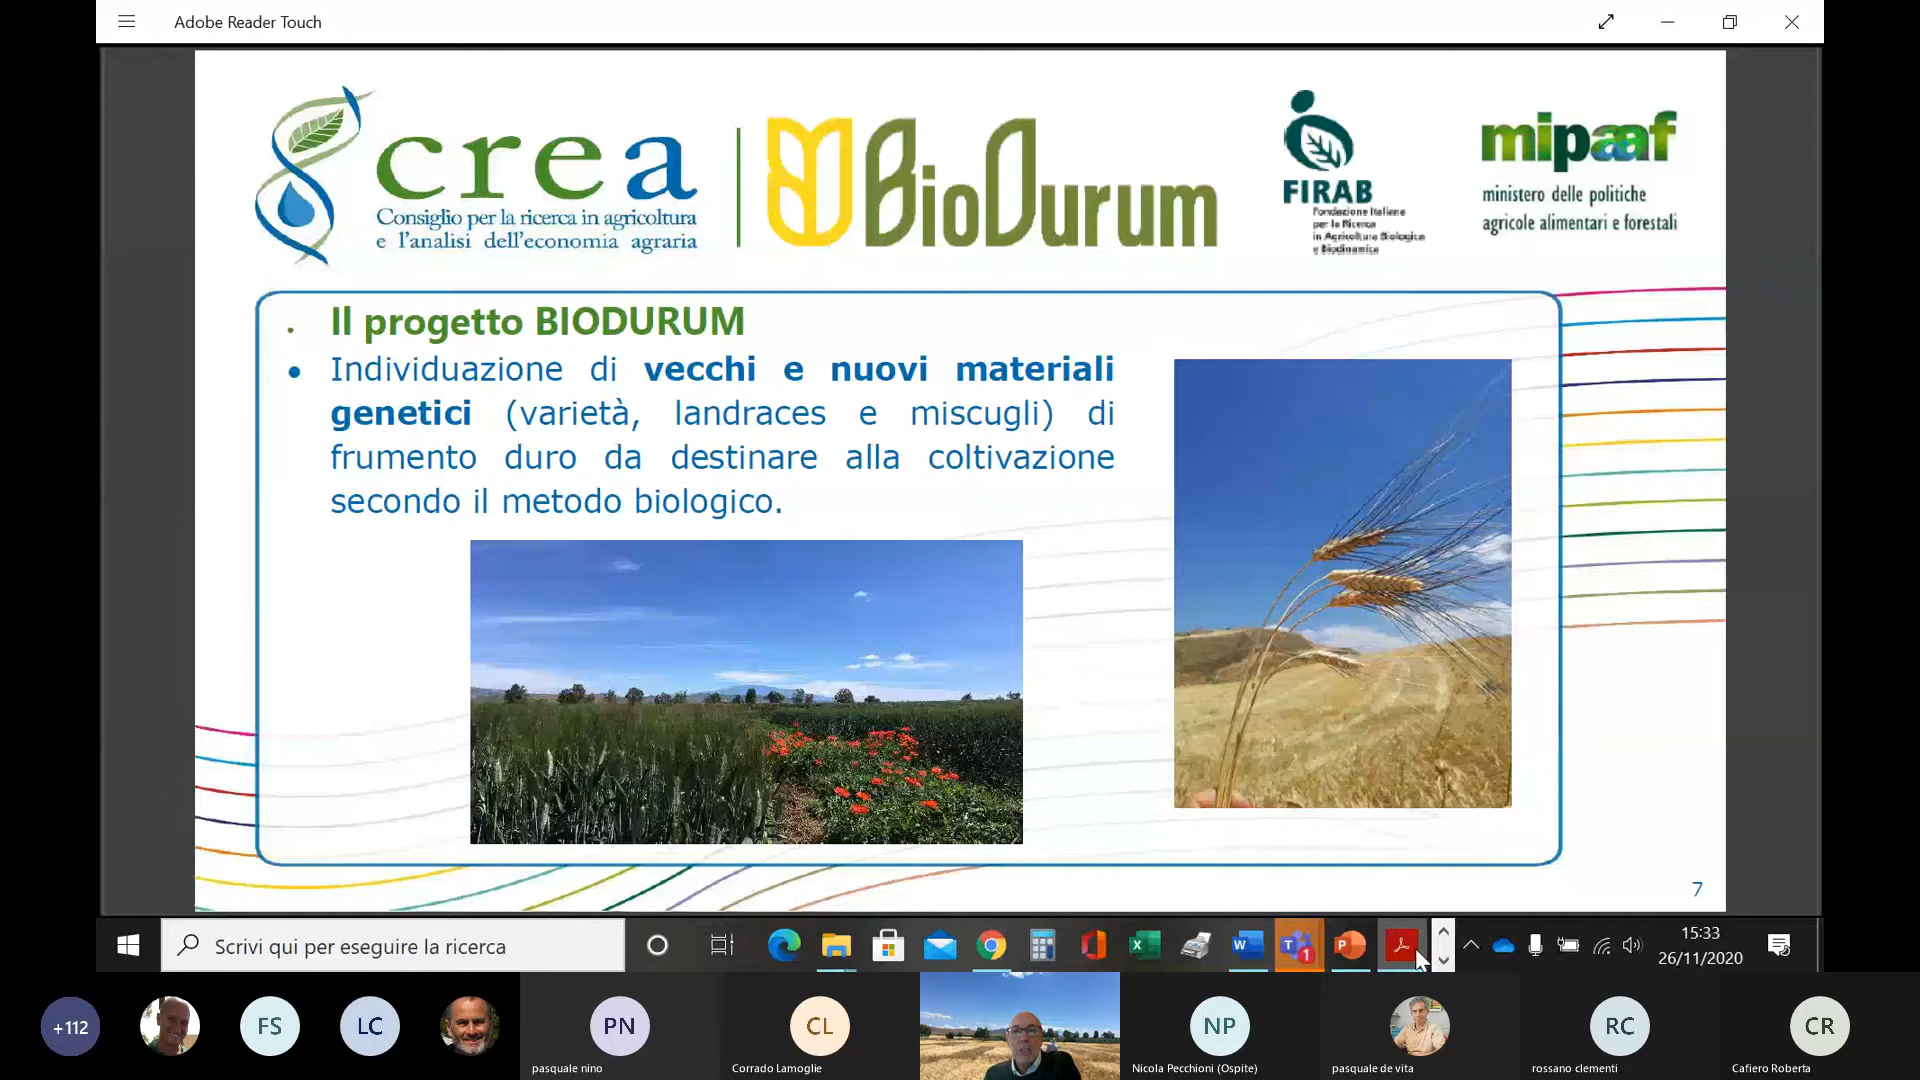 Adobe Reader Touch
crea
Consiglio per la ricerca in agricoltura
e l'analisi dell'economia agraria
BioDurum
FIRAB
Fondazione Italiana
per la Ricerca
in Agricoltura Biologica
e Biodinamica
mipaaf
ministero delle politiche
agricole alimentari e forestali
Il progetto BIODURUM
Individuazione di vecchi e nuovi materiali
genetici (varietà, landraces e miscugli) di
frumento duro da destinare alla coltivazione
secondo il metodo biologico.
7
Scrivi qui per eseguire la ricerca
15:33
26/11/2020
+112
FS
LC
PN
pasquale nino
CL
Corrado Lamoglie
NP
Nicola Pecchioni (Ospite)
pasquale de vita
RC
rossano clementi
CR
Cafiero Roberta